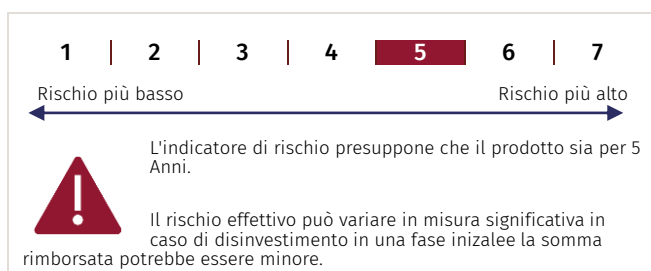 1 2 3 4 5 6 7
Rischio più basso Rischio più alto
L'indicatore di rischio presuppone che il prodotto sia per 5
Anni.
Il rischio effettivo può variare in misura significativa in
caso di disinvestimento in una fase inizalee la somma
rimborsata potrebbe essere minore.